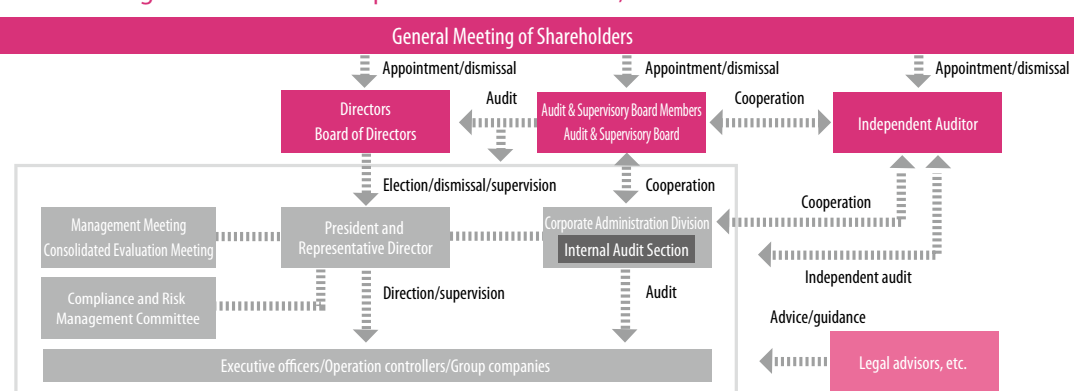 General Meeting of Shareholders
Appointment/dismissal
Appointment/dismissal
Appointment/dismissal
Directors
Board of Directors
Audit
Audit & Supervisory Board Members
Audit & Supervisory Board
Cooperation
Independent Auditor
Election/dismissal/supervision
Cooperation
Cooperation
Management Meeting
Consolidated Evaluation Meeting
President and
Representative Director
Corporate Administration Division
Internal Audit Section
Independent audit
Compliance and Risk
Management Committee
Direction/supervision
Audit
Advice/guidance
Executive officers/Operation controllers/Group companies
Legal advisors, etc.